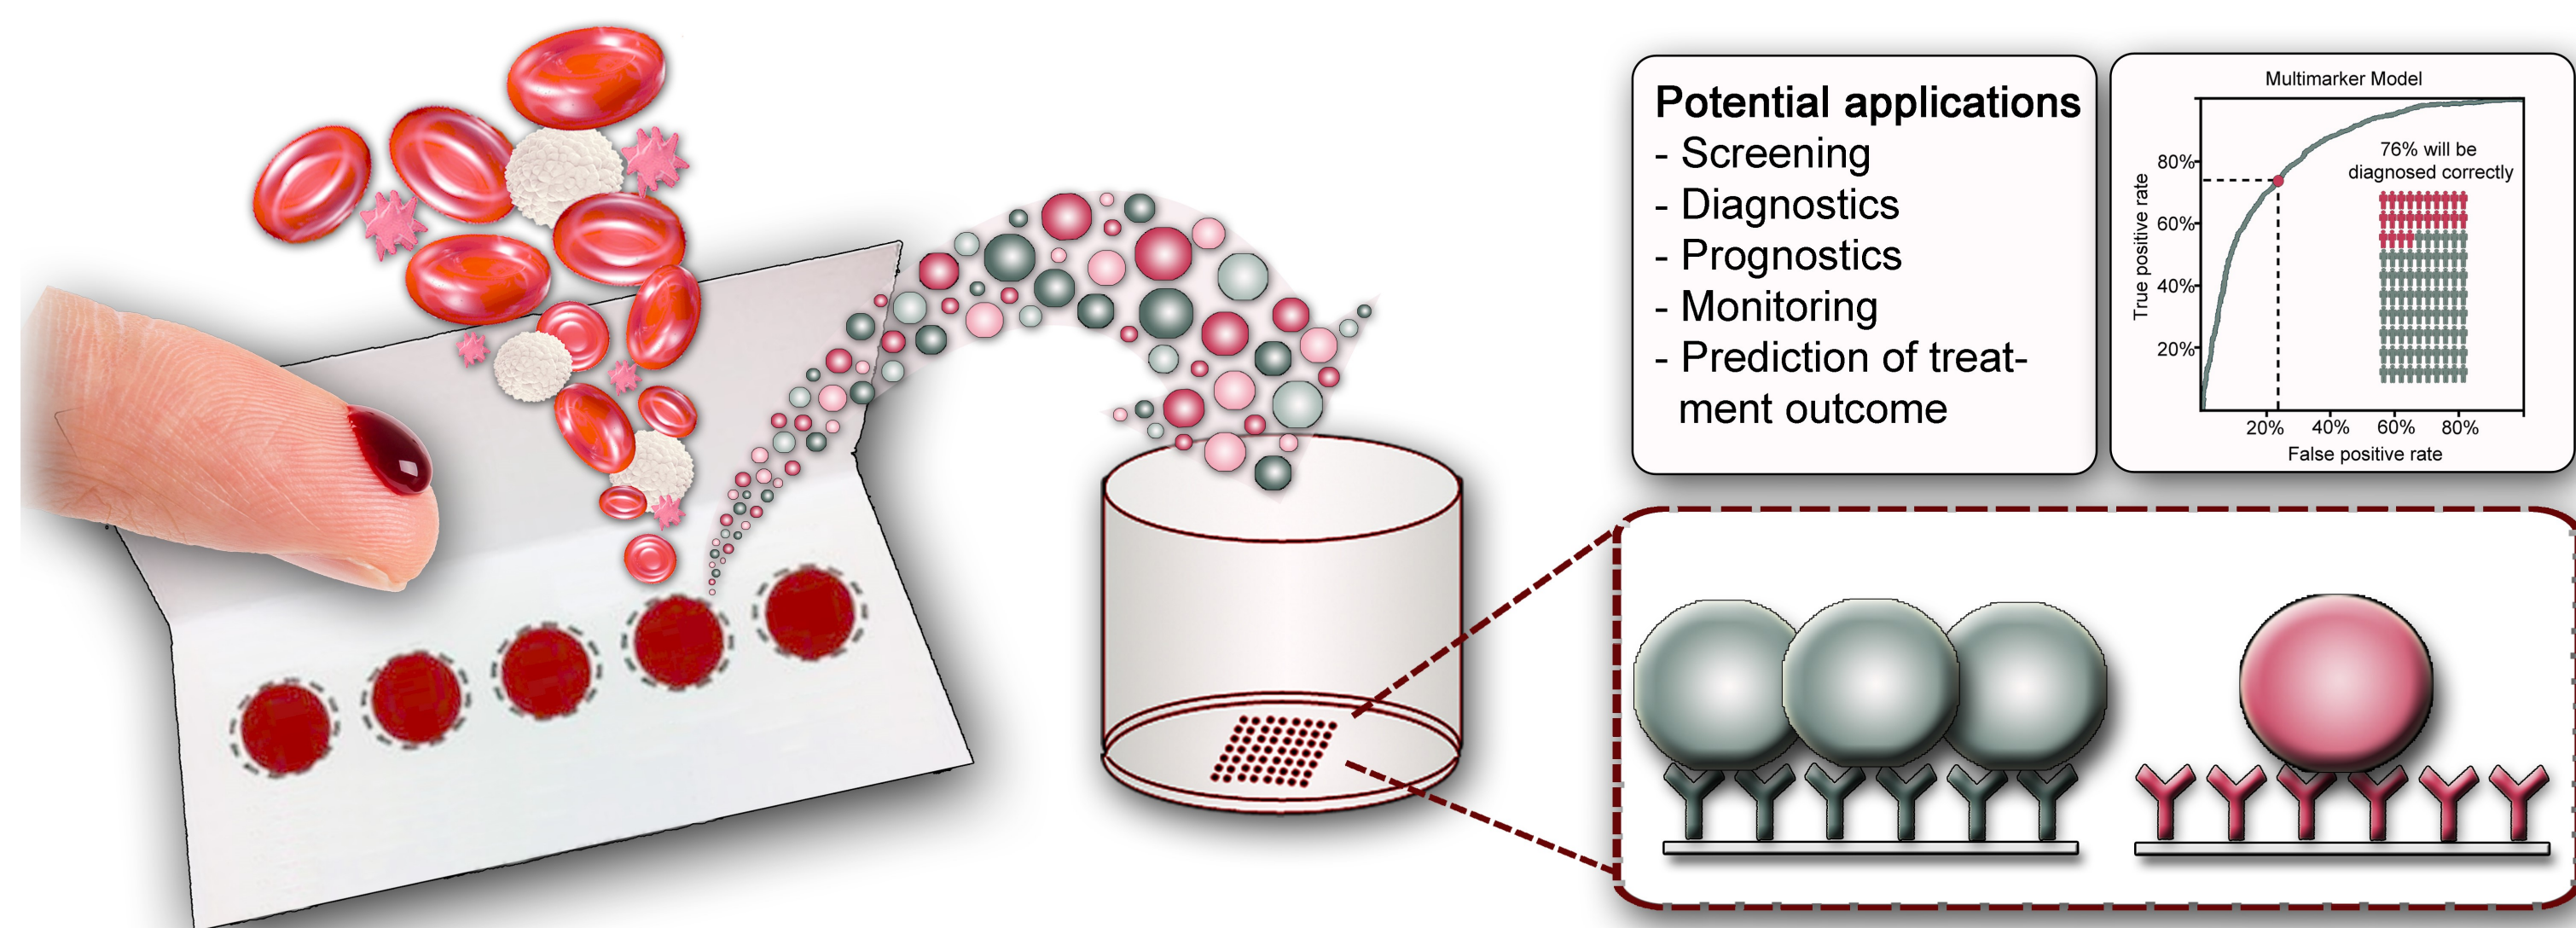 Potential applications
- Screening
- Diagnostics
- Prognostics
- Monitoring
- Prediction of treat-
ment outcome
Multimarker Model
76% will be
diagnosed correctly
True positive rate
80%
60%
40%
20%
20% 40% 60% 80%
False positive rate